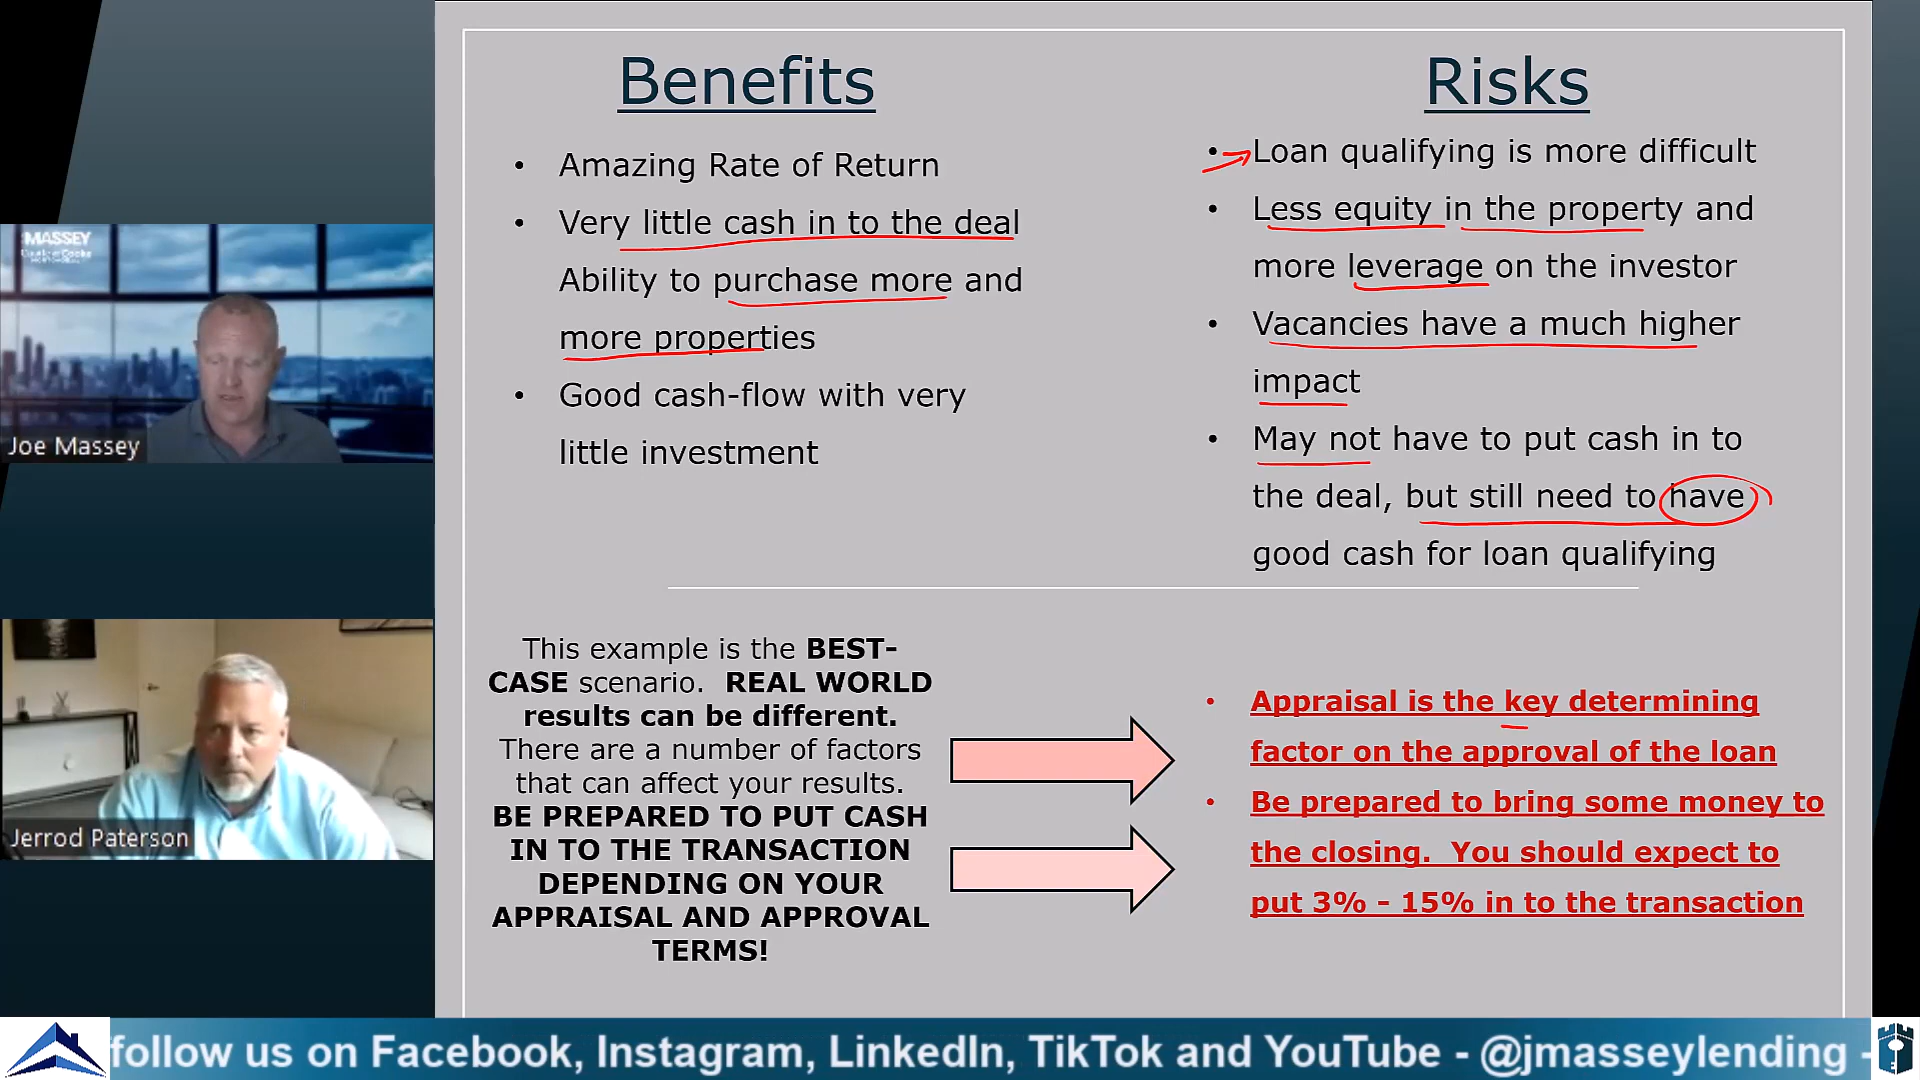 Benefits
Amazing Rate of Return
Very little cash in to the deal
Ability to purchase more and
more properties
Good cash-flow with very
little investment
Risks
Loan qualifying is more difficult
Less equity in the property and
more leverage on the investor
Vacancies have a much higher
impact
May not have to put cash in to
the deal, but still need to have
good cash for loan qualifying
MASSEY
Joe Massey
Jerrod Paterson
This example is the BEST-
CASE scenario. REAL WORLD
results can be different.
There are a number of factors
that can affect your results.
BE PREPARED TO PUT CASH
IN TO THE TRANSACTION
DEPENDING ON YOUR
APPRAISAL AND APPROVAL
TERMS!
Appraisal is the key determining
factor on the approval of the loan
Be prepared to bring some money to
the closing. You should expect to
put 3% - 15% in to the transaction
follow us on Facebook, Instagram, LinkedIn, TikTok and YouTube - @jmasseylending -